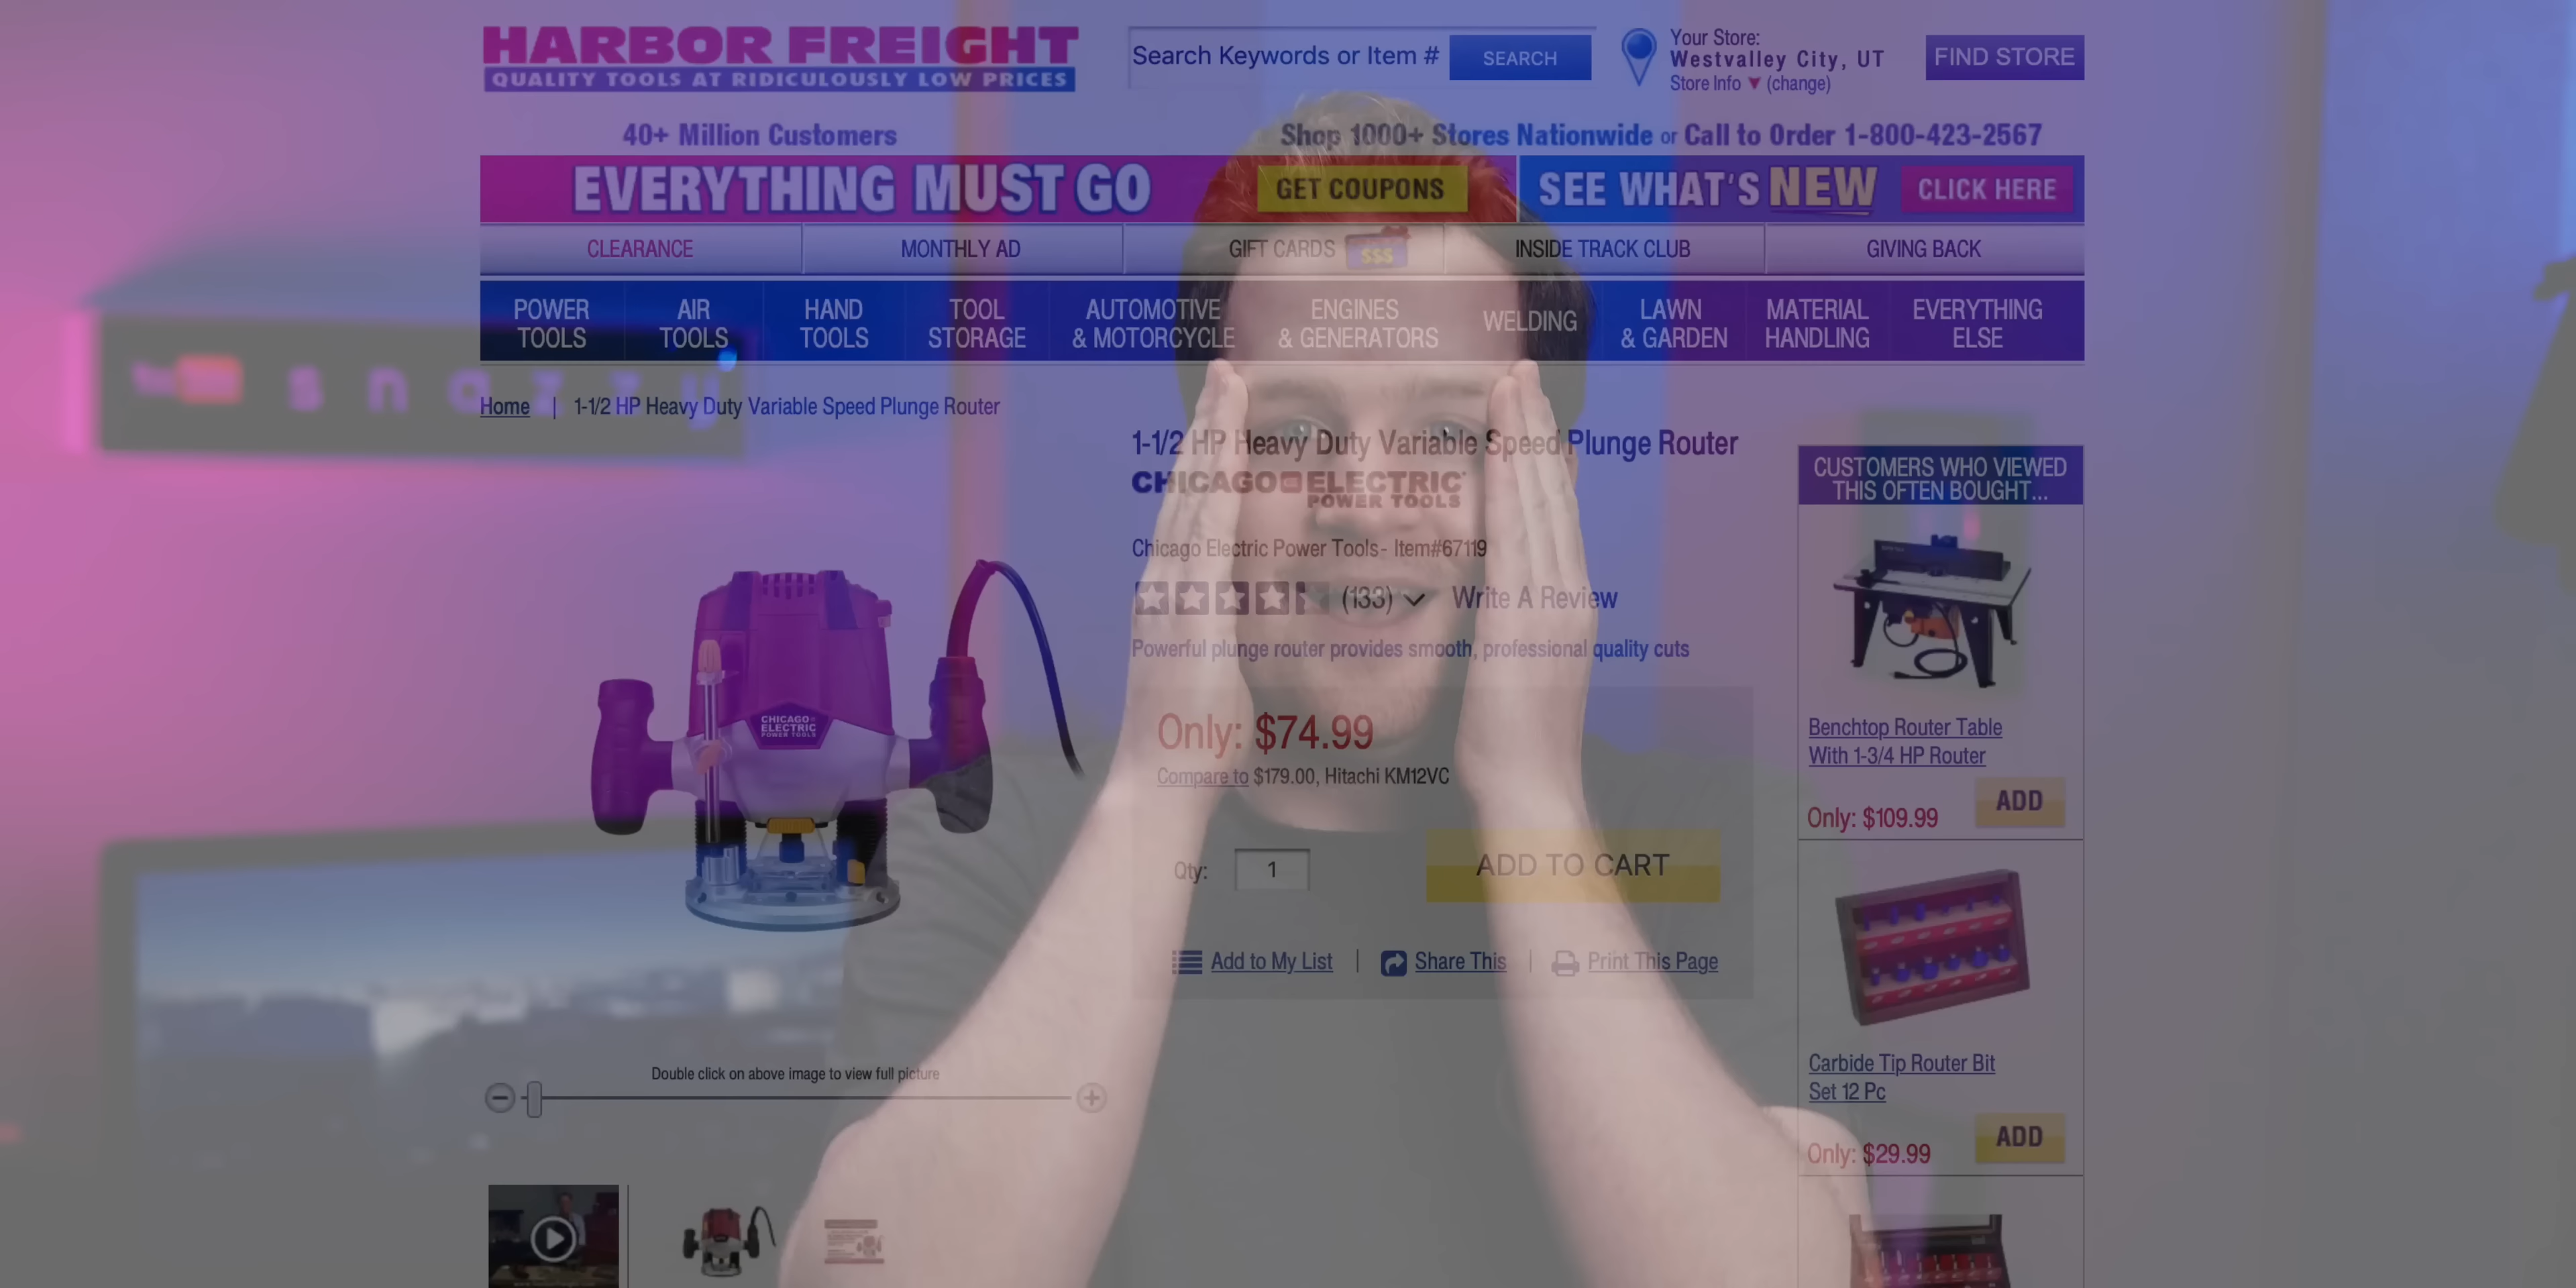 HARBOR FREIGHT
QUALITY TOOLS AT RIDICULOUSLY LOW PRICES
Search Keywords or Item #
SEARCH
Your Store:
Westvalley City, UT
Store Info (change)
FIND STORE
40+ Million Customers
Shop 1000+ Stores Nationwide or Call to Order 1-800-423-2567
EVERYTHING MUST GO
GET COUPONS
SEE WHAT'S NEW
CLICK HERE
CLEARANCE
MONTHLY AD
GIFT CARDS
$$$
INSIDE TRACK CLUB
GIVING BACK
POWER
TOOLS
AIR
TOOLS
HAND
TOOLS
TOOL
STORAGE
AUTOMOTIVE
& MOTORCYCLE
ENGINES
& GENERATORS
WELDING
LAWN
& GARDEN
MATERIAL
HANDLING
EVERYTHING
ELSE
snazzy
Home | 1-1/2 HP Heavy Duty Variable Speed Plunge Router
1-1/2 HP Heavy Duty Variable Speed Plunge Router
CHICAGO ELECTRIC
POWER TOOLS
Chicago Electric Power Tools- Item#67119
(133) Write A Review
Powerful plunge router provides smooth, professional quality cuts
Only: $74.99
Compare to $179.00, Hitachi KM12VC
Qty: 1
ADD TO CART
Add to My List | Share This | Print This Page
CHICAGO
ELECTRIC
POWER TOOLS
Double click on above image to view full picture
CUSTOMERS WHO VIEWED
THIS OFTEN BOUGHT...
Benchtop Router Table
With 1-3/4 HP Router
Only: $109.99
ADD
Carbide Tip Router Bit
Set 12 Pc
Only: $29.99
ADD